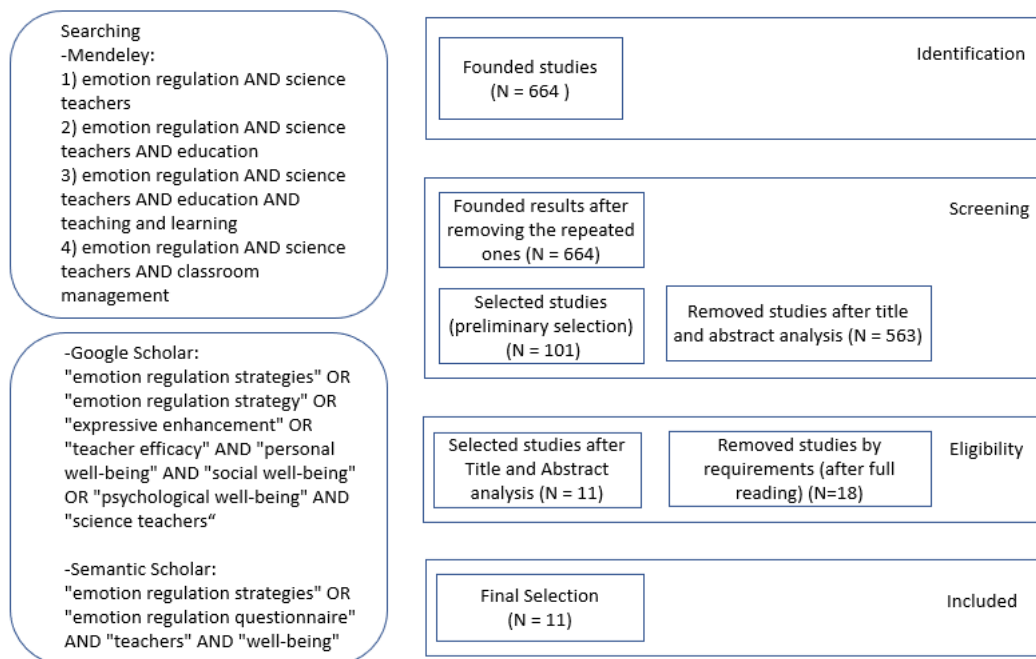 Searching
-Mendeley:
1) emotion regulation AND science
teachers
2) emotion regulation AND science
teachers AND education
3) emotion regulation AND science
teachers AND education AND
teaching and learning
4) emotion regulation AND science
teachers AND classroom
management
-Google Scholar:
"emotion regulation strategies" OR
"emotion regulation strategy" OR
"expressive enhancement" OR
"teacher efficacy" AND "personal
well-being" AND "social well-being"
OR "psychological well-being" AND
"science teachers“
-Semantic Scholar:
"emotion regulation strategies" OR
"emotion regulation questionnaire"
AND "teachers" AND "well-being"
Identification
Founded studies
(N = 664 )
Screening
Founded results after
removing the repeated
ones (N = 664)
Selected studies
(preliminary selection)
(N = 101)
Removed studies after title
and abstract analysis (N = 563)
Eligibility
Selected studies after
Title and Abstract
analysis (N = 11)
Removed studies by
requirements (after full
reading) (N=18)
Included
Final Selection
(N = 11)